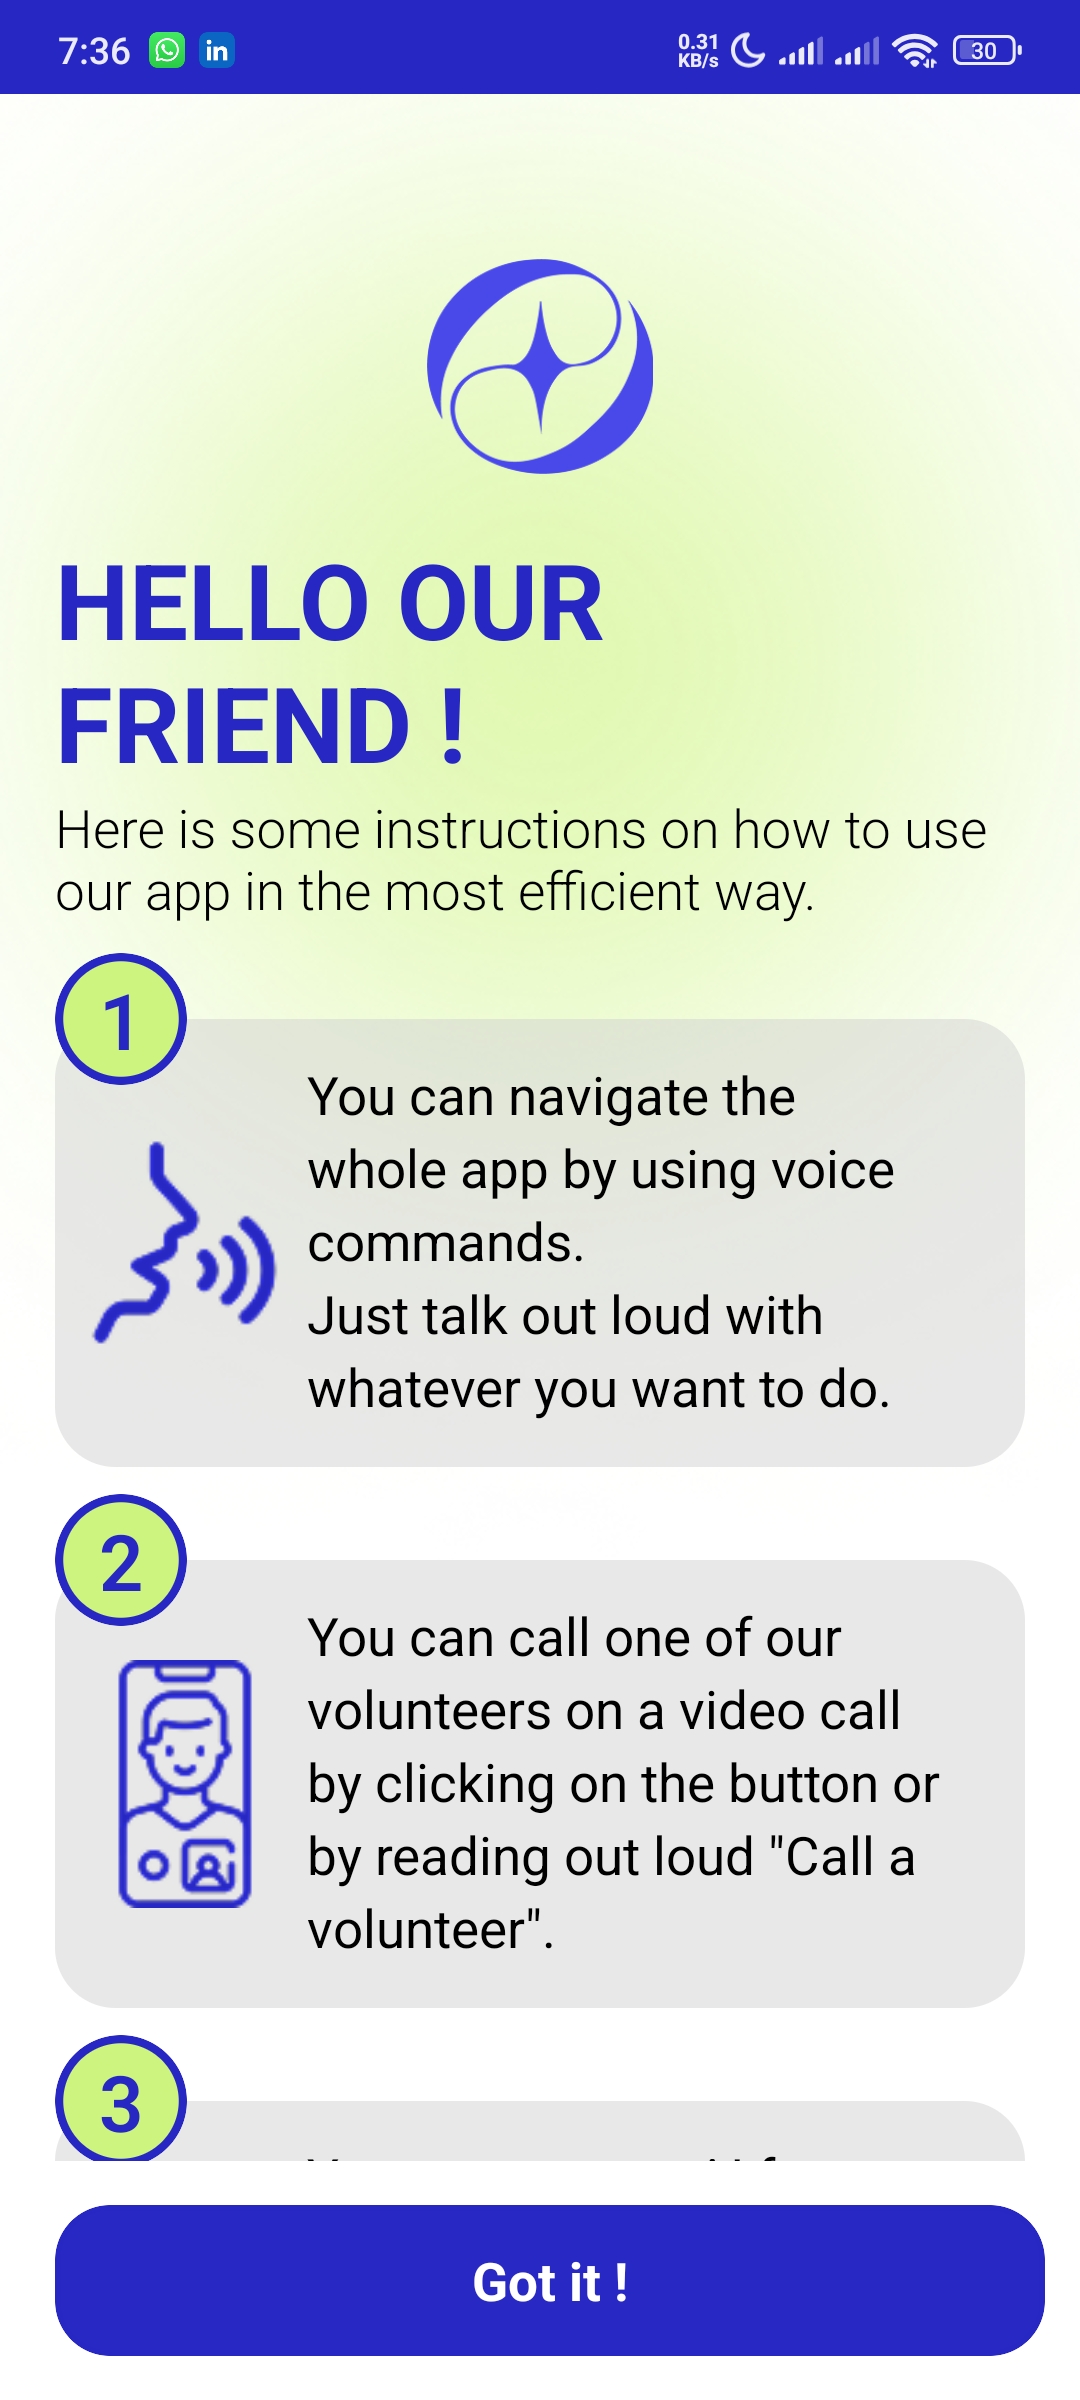 7:36
in
0.31
KB/s
30
HELLO OUR
FRIEND !
Here is some instructions on how to use
our app in the most efficient way.
1
You can navigate the
whole app by using voice
commands.
Just talk out loud with
whatever you want to do.
2
You can call one of our
volunteers on a video call
by clicking on the button or
by reading out loud "Call a
volunteer".
3
Got it !